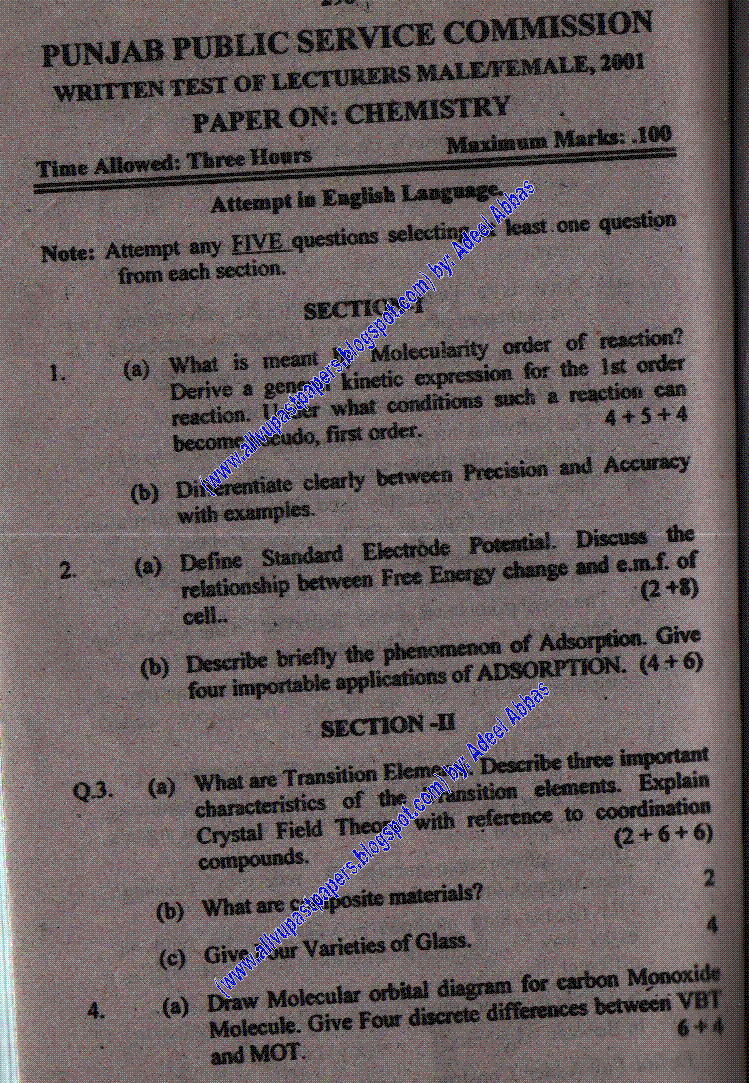 PUNJAB PUBLIC SERVICE COMMISSION
WRITTEN TEST OF LECTURERS MALE/FEMALE, 2001
PAPER ON: CHEMISTRY
Time Allowed: Three Hours Maximum Marks: .100
Attempt in English Language.
Note: Attempt any FIVE questions selecting least one question
from each section.
SECTION-I
1. (a) What is meant Molecularity order of reaction?
Derive a general kinetic expression for the 1st order
reaction. Under what conditions such a reaction can
become pseudo, first order. 4 + 5 + 4
(b) Differentiate clearly between Precision and Accuracy
with examples.
2. (a) Define Standard Electrode Potential. Discuss the
relationship between Free Energy change and e.m.f. of
cell.. (2 +8)
(b) Describe briefly the phenomenon of Adsorption. Give
four importable applications of ADSORPTION. (4 + 6)
SECTION -II
Q.3. (a) What are Transition Elements. Describe three important
characteristics of the Transition elements. Explain
Crystal Field Theory with reference to coordination
compounds. (2 + 6 + 6)
(b) What are composite materials? 2
(c) Give Four Varieties of Glass. 4
4. (a) Draw Molecular orbital diagram for carbon Monoxide
Molecule. Give Four discrete differences between VBT
and MOT. 6 + 4
(www.allvupastpapers.blogspot.com) by: Adeel Abbas
(www.allvupastpapers.blogspot.com) by: Adeel Abbas